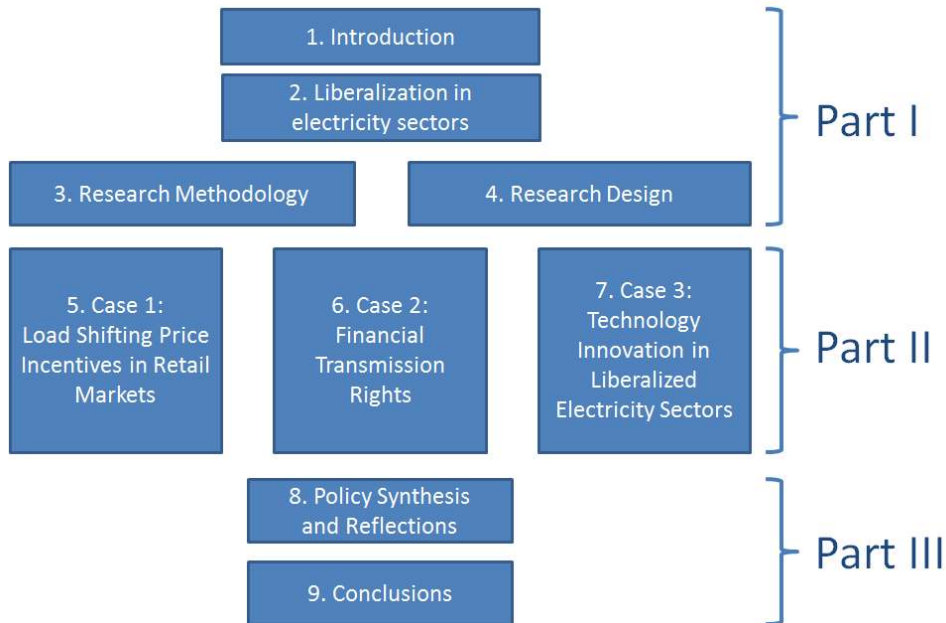 1. Introduction
2. Liberalization in
electricity sectors
Part I
3. Research Methodology
4. Research Design
5. Case 1:
Load Shifting Price
Incentives in Retail
Markets
6. Case 2:
Financial
Transmission
Rights
7. Case 3:
Technology
Innovation in
Liberalized
Electricity Sectors
Part II
8. Policy Synthesis
and Reflections
Part III
9. Conclusions